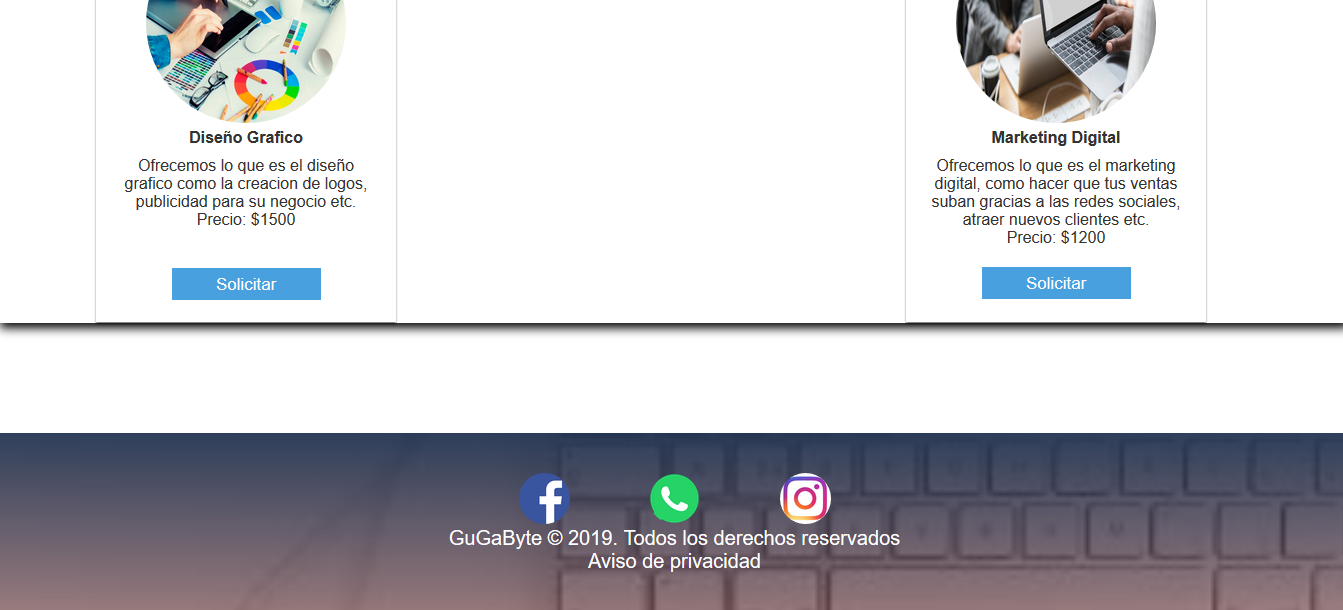 Diseño Grafico
Ofrecemos lo que es el diseño
grafico como la creacion de logos,
publicidad para su negocio etc.
Precio: $1500
Solicitar
Marketing Digital
Ofrecemos lo que es el marketing
digital, como hacer que tus ventas
suban gracias a las redes sociales,
atraer nuevos clientes etc.
Precio: $1200
Solicitar
GuGaByte © 2019. Todos los derechos reservados
Aviso de privacidad